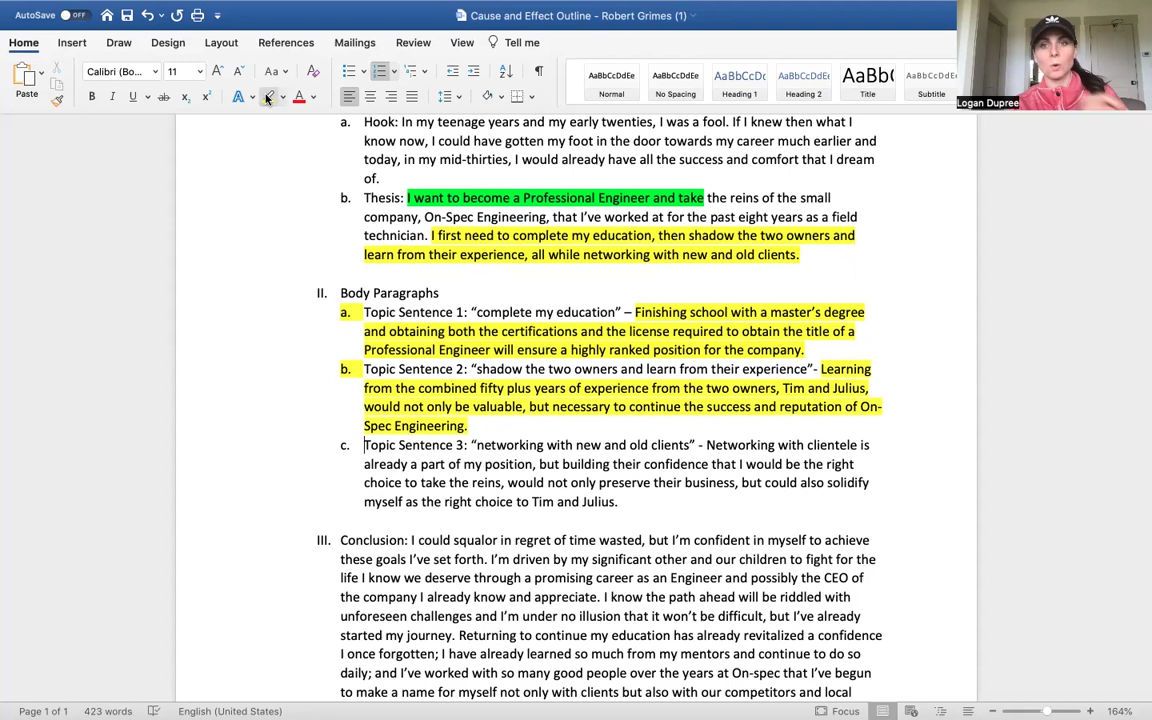 AutoSave OFF
Cause and Effect Outline - Robert Grimes (1)
Home Insert Draw Design Layout References Mailings Review View Tell me
Paste
Calibri (Bo... 11
AaBbCcDdEe AaBbCcDdEe AaBbCcDc AaBbCcDdEe AaBbC AaBbCcDdEe
Normal No Spacing Heading 1 Heading 2 Title Subtitle
Logan Dupree
a. Hook: In my teenage years and my early twenties, I was a fool. If I knew then what I
know now, I could have gotten my foot in the door towards my career much earlier and
today, in my mid-thirties, I would already have all the success and comfort that I dream
of.
b. Thesis: I want to become a Professional Engineer and take the reins of the small
company, On-Spec Engineering, that I've worked at for the past eight years as a field
technician. I first need to complete my education, then shadow the two owners and
learn from their experience, all while networking with new and old clients.
II. Body Paragraphs
a. Topic Sentence 1: “complete my education” – Finishing school with a master's degree
and obtaining both the certifications and the license required to obtain the title of a
Professional Engineer will ensure a highly ranked position for the company.
b. Topic Sentence 2: “shadow the two owners and learn from their experience”- Learning
from the combined fifty plus years of experience from the two owners, Tim and Julius,
would not only be valuable, but necessary to continue the success and reputation of On-
Spec Engineering.
c. Topic Sentence 3: “networking with new and old clients” - Networking with clientele is
already a part of my position, but building their confidence that I would be the right
choice to take the reins, would not only preserve their business, but could also solidify
myself as the right choice to Tim and Julius.
III. Conclusion: I could squalor in regret of time wasted, but I'm confident in myself to achieve
these goals I've set forth. I'm driven by my significant other and our children to fight for the
life I know we deserve through a promising career as an Engineer and possibly the CEO of
the company I already know and appreciate. I know the path ahead will be riddled with
unforeseen challenges and I'm under no illusion that it won't be difficult, but I've already
started my journey. Returning to continue my education has already revitalized a confidence
I once forgotten; I have already learned so much from my mentors and continue to do so
daily; and I've worked with so many good people over the years at On-spec that I've begun
to make a name for myself not only with clients but also with our competitors and local
Page 1 of 1 423 words English (United States) Focus 164%